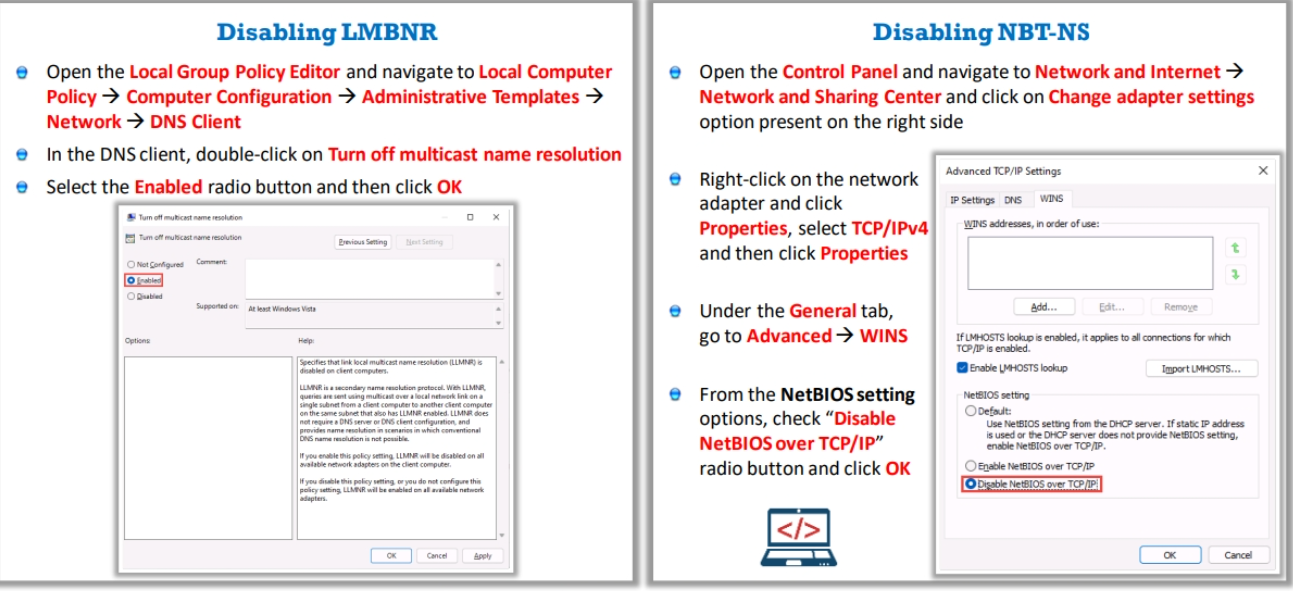 Disabling LMBNR
Open the Local Group Policy Editor and navigate to Local Computer
Policy → Computer Configuration → Administrative Templates →
Network → DNS Client
In the DNS client, double-click on Turn off multicast name resolution
Select the Enabled radio button and then click OK
Turn off multicast name resolution
Turn off multicast name resolution
Previous Setting
Next Setting
Not Configured
Comment:
Enabled
Disabled
Supported on:
At least Windows Vista
Options:
Help:
Specifies that link local multicast name resolution (LLMNR) is
disabled on client computers.
LLMNR is a secondary name resolution protocol. With LLMNR,
queries are sent using multicast over a local network link on a
single subnet from a client computer to another client computer
on the same subnet that also has LLMNR enabled. LLMNR does
not require a DNS server or DNS client configuration, and
provides name resolution in scenarios in which conventional
DNS name resolution is not possible.
If you enable this policy setting, LLMNR will be disabled on all
available network adapters on the client computer.
If you disable this policy setting, or you do not configure this
policy setting, LLMNR will be enabled on all available network
adapters.
OK
Cancel
Apply
Disabling NBT-NS
Open the Control Panel and navigate to Network and Internet →
Network and Sharing Center and click on Change adapter settings
option present on the right side
Right-click on the network
adapter and click
Properties, select TCP/IPv4
and then click Properties
Under the General tab,
go to Advanced → WINS
From the NetBIOS setting
options, check “Disable
NetBIOS over TCP/IP”
radio button and click OK
</>
Advanced TCP/IP Settings
IP Settings DNS WINS
WINS addresses, in order of use:
Add...
Edit...
Remove
If LMHOSTS lookup is enabled, it applies to all connections for which
TCP/IP is enabled.
Enable LMHOSTS lookup
Import LMHOSTS...
NetBIOS setting
Default:
Use NetBIOS setting from the DHCP server. If static IP address
is used or the DHCP server does not provide NetBIOS setting,
enable NetBIOS over TCP/IP.
Enable NetBIOS over TCP/IP
Disable NetBIOS over TCP/IP
OK
Cancel